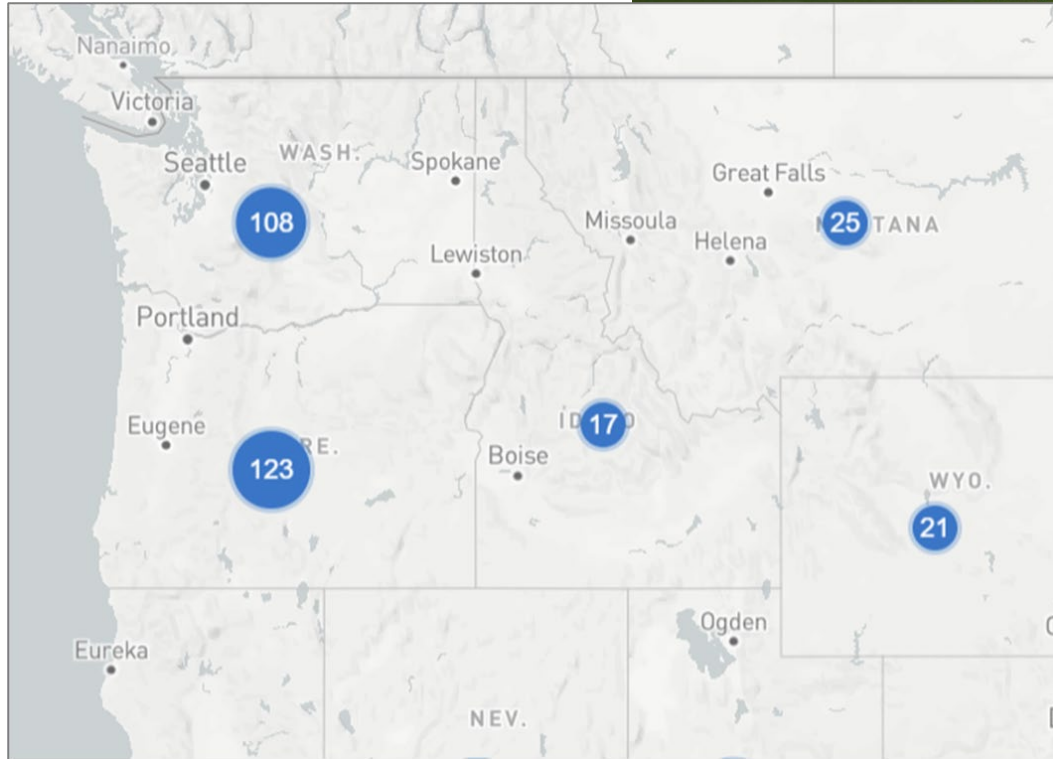 Nanaimo
Victoria
Seattle
WASH.
Spokane
Great Falls
108
Missoula
25
TANA
Helena
Lewiston
Portland
Eugene
17
RE.
Boise
123
WYO.
21
Ogden
Eureka
NEV.